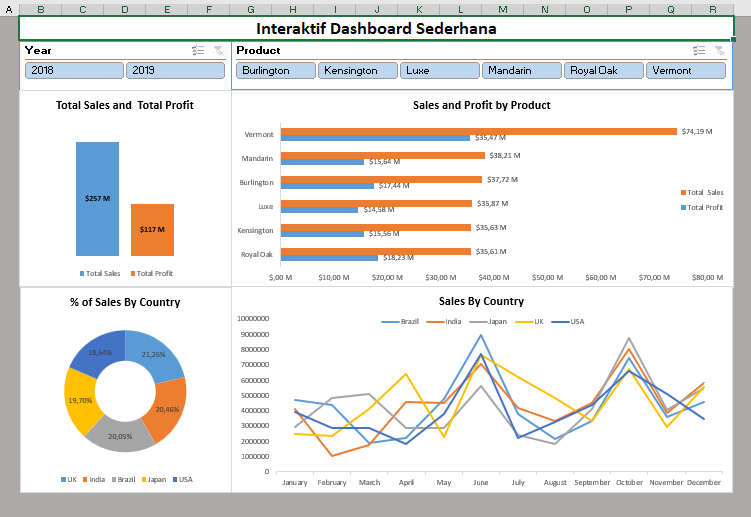 A B C D E F G H I J K L M N O P Q R
Interaktif Dashboard Sederhana
Year
2018 2019
Product
Burlington Kensington Luxe Mandarin Royal Oak Vermont
Total Sales and Total Profit
$257 M
$117 M
Total Sales Total Profit
Sales and Profit by Product
Vermont $74,19 M
$35,47 M
Mandarin $38,21 M
$15,64 M
Burlington $37,72 M
$17,44 M
Luxe $35,87 M
$14,58 M
Kensington $35,63 M
$15,56 M
Royal Oak $35,61 M
$18,23 M
$,00 M $10,00 M $20,00 M $30,00 M $40,00 M $50,00 M $60,00 M $70,00 M $80,00 M
Total Sales
Total Profit
% of Sales By Country
18,54% 21,26%
19,70% 20,46%
20,05%
UK India Brazil Japan USA
Sales By Country
Brazil India Japan UK USA
10000000
9000000
8000000
7000000
6000000
5000000
4000000
3000000
2000000
1000000
0
January February March April May June July August September October November December